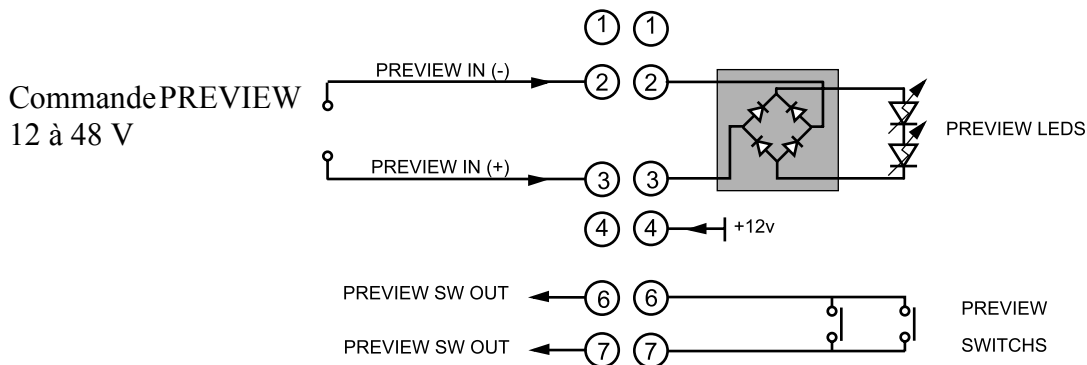 1 1
PREVIEW IN (-) 2 2
CommandePREVIEW
12 à 48 V
PREVIEW LEDS
PREVIEW IN (+) 3 3
4 4 +12v
PREVIEW SW OUT 6 6
PREVIEW
PREVIEW SW OUT 7 7
SWITCHS